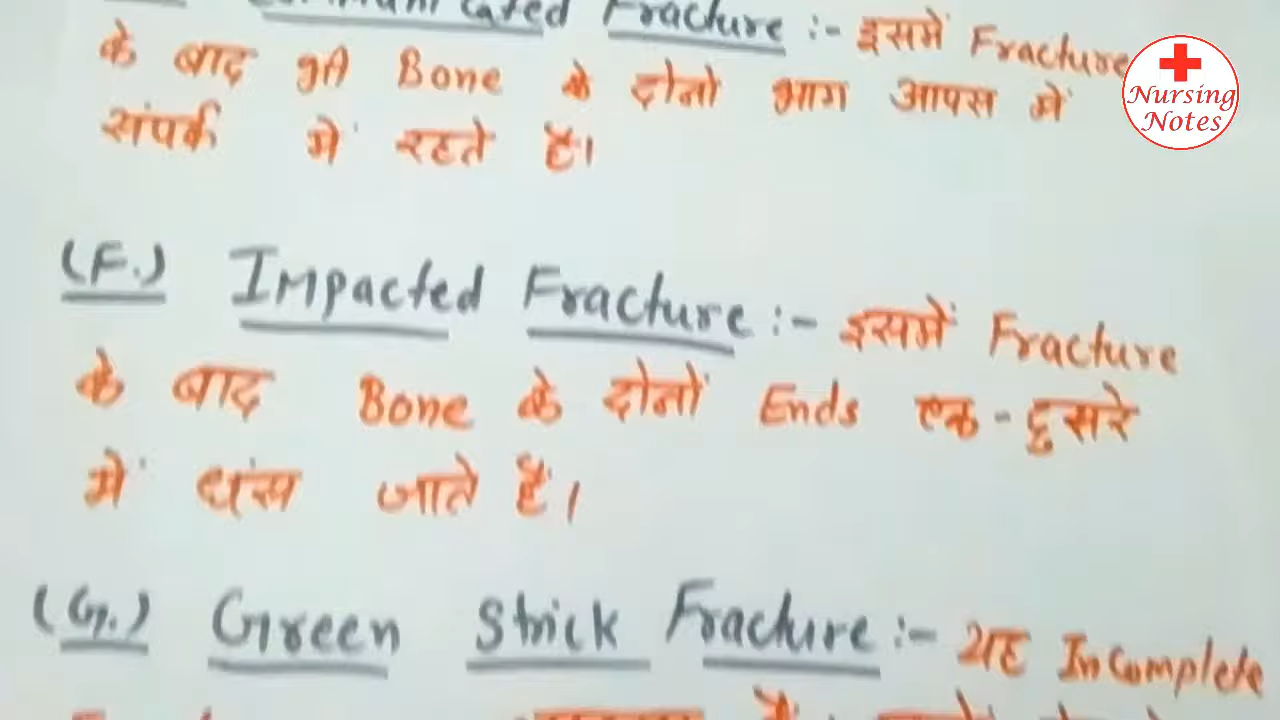 Fracture :- इसमें Fracture
के बाद भी Bone के दोनो भाग आपस में
संपर्क में रहते है।
(F.) Impacted Fracture :- इसमें Fracture
के बाद Bone के दोनों Ends एक-दुसरे
में धंस जाते हैं।
(G.) Green Strick Fracture :- यह Incomplete
Nursing
Notes